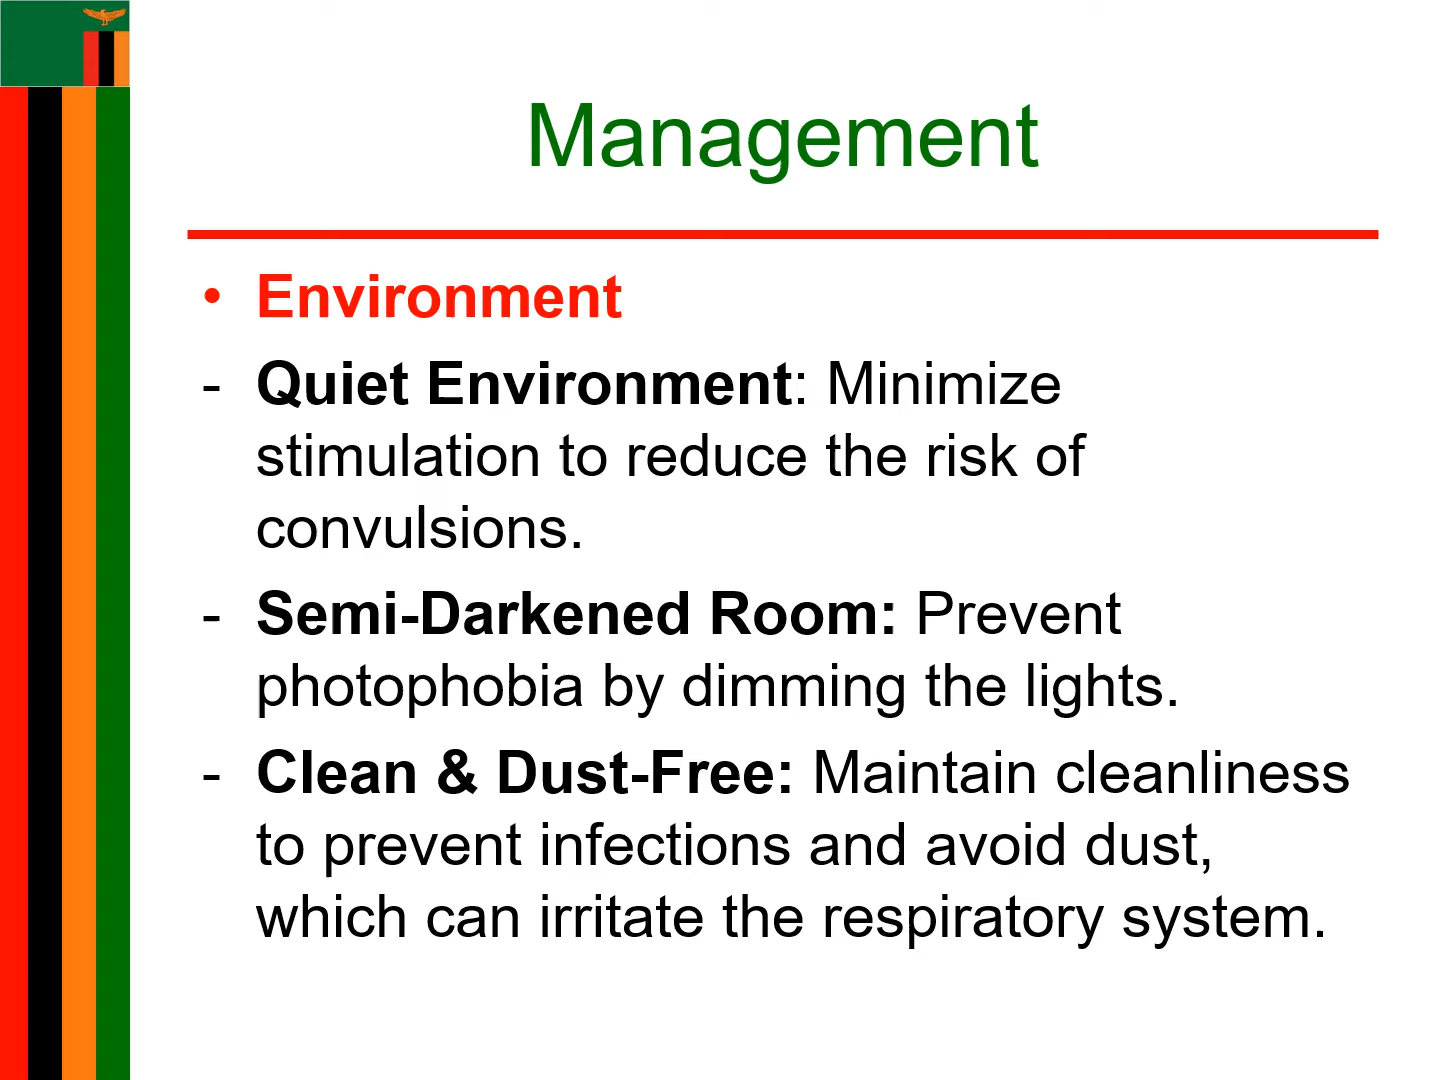 Management
• Environment
- Quiet Environment: Minimize
stimulation to reduce the risk of
convulsions.
- Semi-Darkened Room: Prevent
photophobia by dimming the lights.
- Clean & Dust-Free: Maintain cleanliness
to prevent infections and avoid dust,
which can irritate the respiratory system.